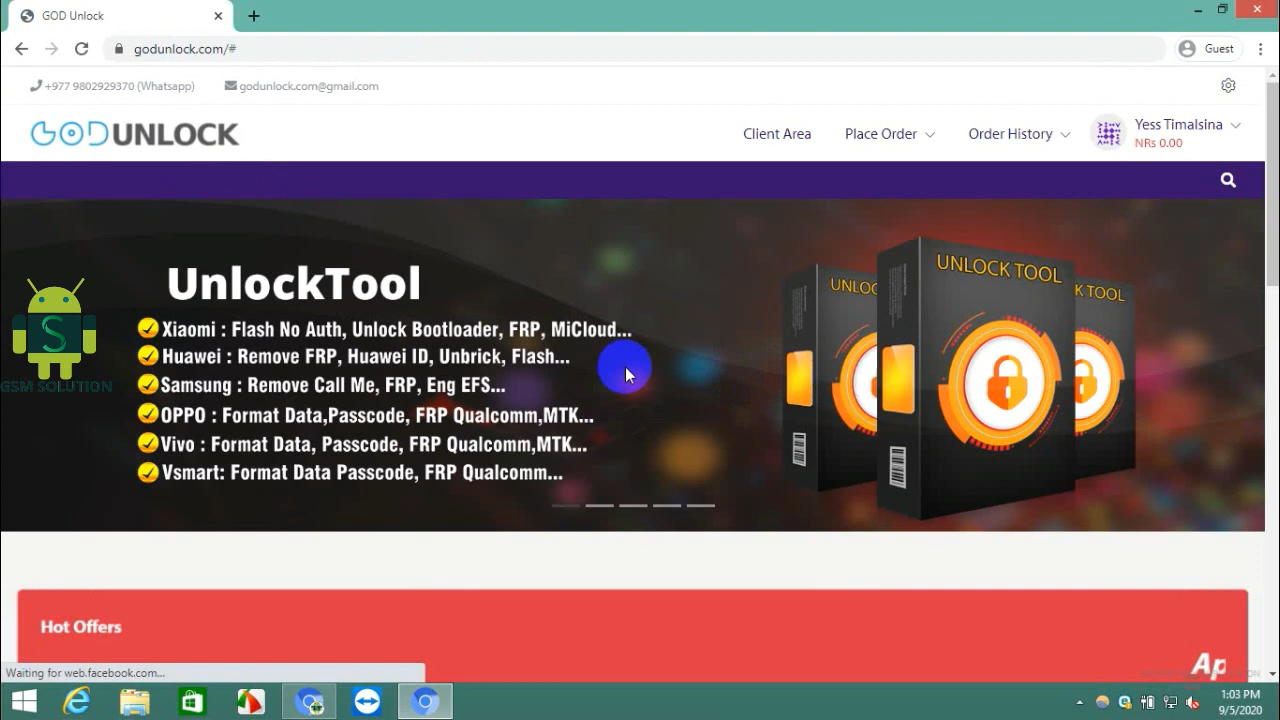 GOD Unlock
godunlock.com/#
Guest
+977 9802929370 (Whatsapp)
godunlock.com@gmail.com
GODUNLOCK
Client Area
Place Order
Order History
Yess Timalsina
NRs 0.00
UnlockTool
Xiaomi : Flash No Auth, Unlock Bootloader, FRP, MiCloud...
Huawei : Remove FRP, Huawei ID, Unbrick, Flash...
Samsung : Remove Call Me, FRP, Eng EFS...
OPPO : Format Data,Passcode, FRP Qualcomm,MTK...
Vivo : Format Data, Passcode, FRP Qualcomm,MTK...
Vsmart: Format Data Passcode, FRP Qualcomm...
UNLOCK TOOL
S
GSM SOLUTION
Hot Offers
Ap
Waiting for web.facebook.com...
1:03 PM
9/5/2020